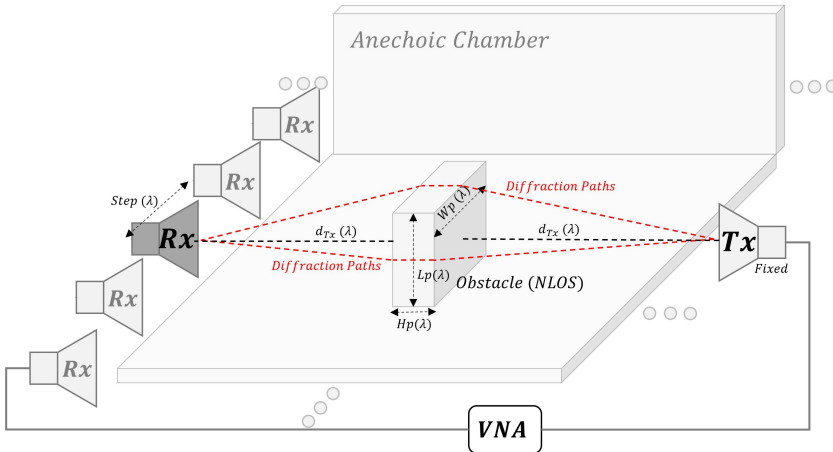 Anechoic Chamber
Rx
Rx
Step (λ)
Diffraction Paths
Wp(λ)
Rx
d_Tx (λ)
d_Tx (λ)
Tx
Diffraction Paths
Fixed
Lp(λ)
Obstacle (NLOS)
Rx
Hp(λ)
Rx
VNA